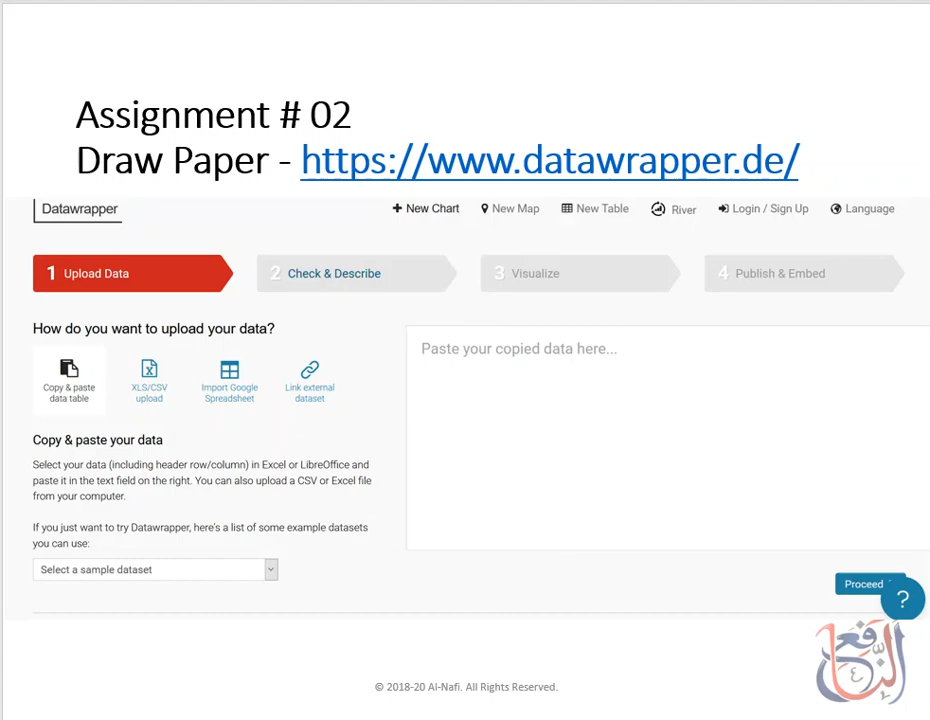 Assignment # 02
Draw Paper - https://www.datawrapper.de/
Datawrapper
New Chart
New Map
New Table
River
Login / Sign Up
Language
1 Upload Data
2 Check & Describe
3 Visualize
4 Publish & Embed
How do you want to upload your data?
Paste your copied data here...
Copy & paste
data table
XLS/CSV
upload
Import Google
Spreadsheet
Link external
dataset
Copy & paste your data
Select your data (including header row/column) in Excel or LibreOffice and
paste it in the text field on the right. You can also upload a CSV or Excel file
from your computer.
If you just want to try Datawrapper, here's a list of some example datasets
you can use:
Select a sample dataset
Proceed
?
النافع
© 2018-20 Al-Nafi. All Rights Reserved.